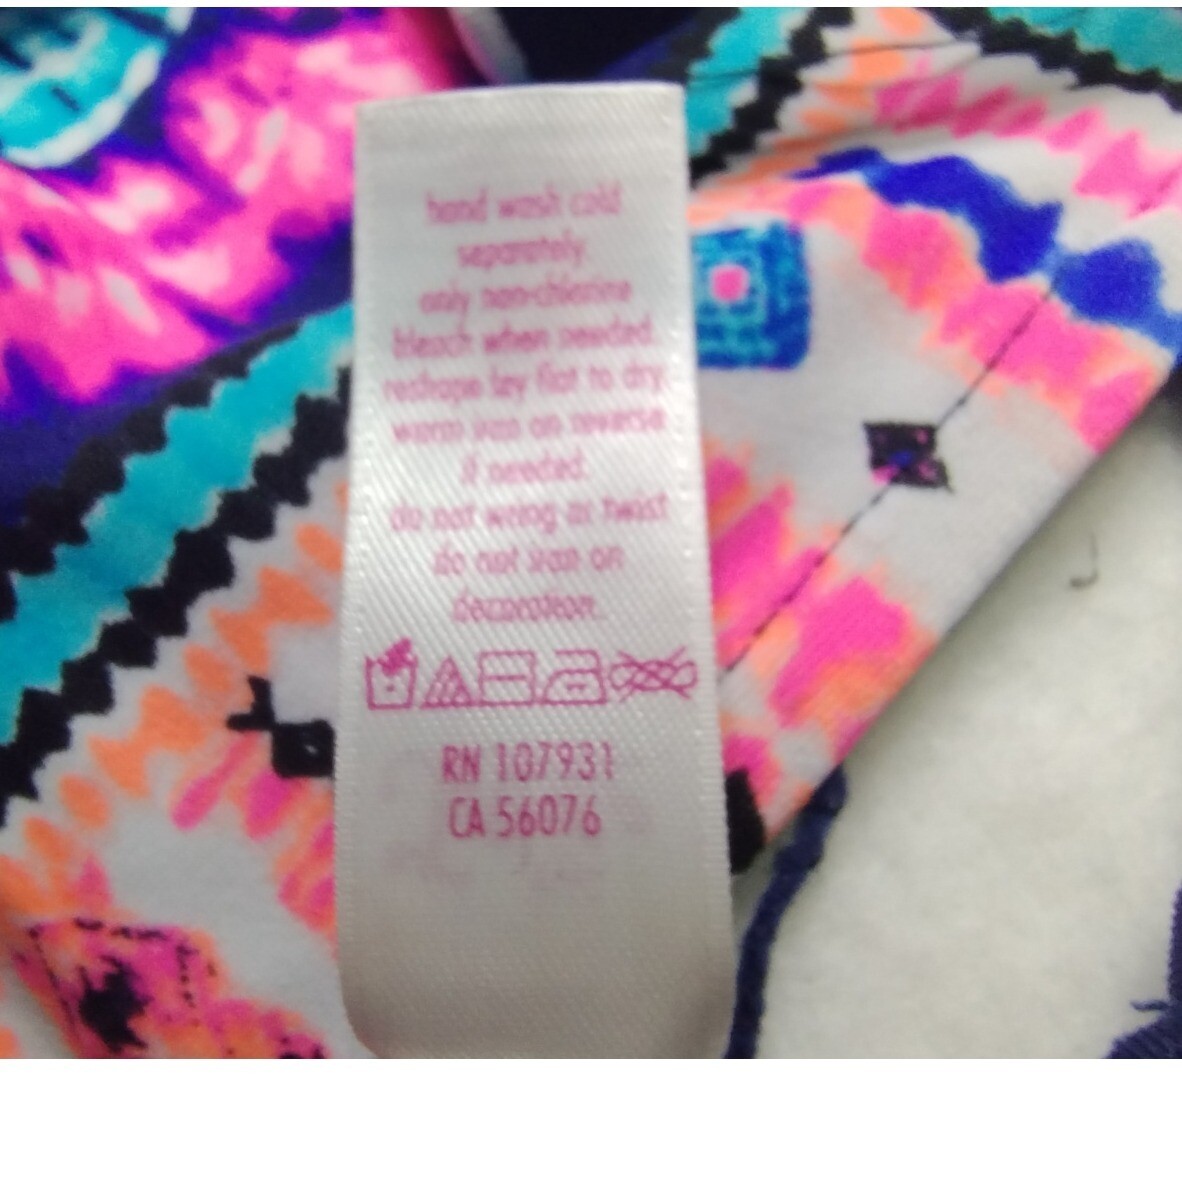 hand wash cold
separately.
only non-chlorine
bleach when needed.
reshape lay flat to dry.
warm iron on reverse
if needed.
do not wring or twist
do not iron on
decoration.
RN 107931
CA 56076